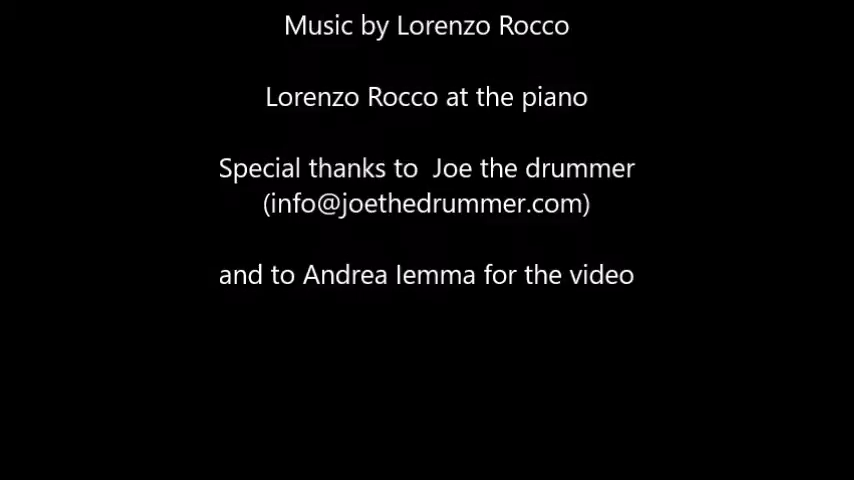 Music by Lorenzo Rocco
Lorenzo Rocco at the piano
Special thanks to  Joe the drummer
(info@joethedrummer.com)
and to Andrea Iemma for the video